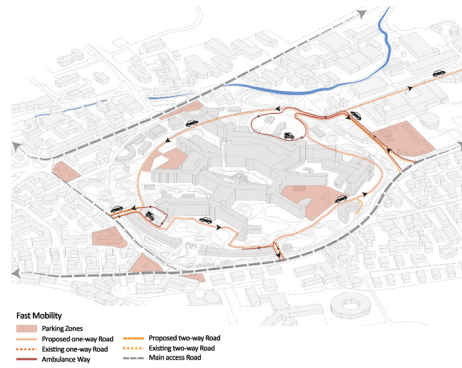 Fast Mobility
Parking Zones
Proposed one-way Road
Proposed two-way Road
Existing one-way Road
Existing two-way Road
Ambulance Way
Main access Road